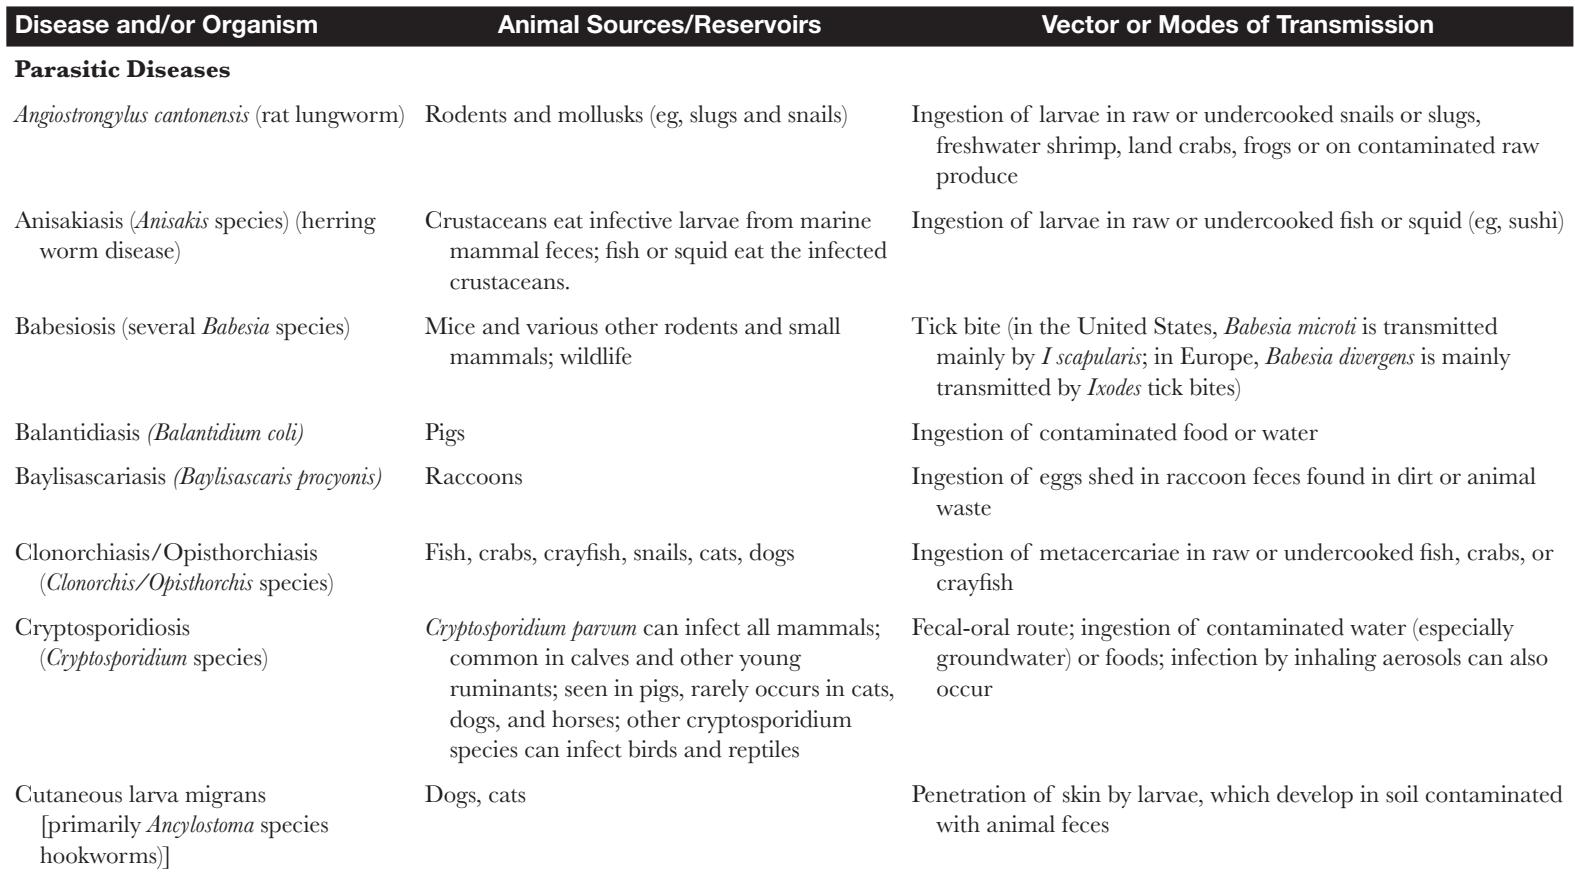 Disease and/or Organism Animal Sources/Reservoirs Vector or Modes of Transmission
Parasitic Diseases
Angiostrongylus cantonensis (rat lungworm)
Rodents and mollusks (eg, slugs and snails)
Ingestion of larvae in raw or undercooked snails or slugs,
freshwater shrimp, land crabs, frogs or on contaminated raw
produce
Anisakiasis (Anisakis species) (herring
worm disease)
Crustaceans eat infective larvae from marine
mammal feces; fish or squid eat the infected
crustaceans.
Ingestion of larvae in raw or undercooked fish or squid (eg, sushi)
Babesiosis (several Babesia species)
Mice and various other rodents and small
mammals; wildlife
Tick bite (in the United States, Babesia microti is transmitted
mainly by I scapularis; in Europe, Babesia divergens is mainly
transmitted by Ixodes tick bites)
Balantidiasis (Balantidium coli)
Pigs
Ingestion of contaminated food or water
Baylisascariasis (Baylisascaris procyonis)
Raccoons
Ingestion of eggs shed in raccoon feces found in dirt or animal
waste
Clonorchiasis/Opisthorchiasis
(Clonorchis/Opisthorchis species)
Fish, crabs, crayfish, snails, cats, dogs
Ingestion of metacercariae in raw or undercooked fish, crabs, or
crayfish
Cryptosporidiosis
(Cryptosporidium species)
Cryptosporidium parvum can infect all mammals;
common in calves and other young
ruminants; seen in pigs, rarely occurs in cats,
dogs, and horses; other cryptosporidium
species can infect birds and reptiles
Fecal-oral route; ingestion of contaminated water (especially
groundwater) or foods; infection by inhaling aerosols can also
occur
Cutaneous larva migrans
[primarily Ancylostoma species
hookworms)]
Dogs, cats
Penetration of skin by larvae, which develop in soil contaminated
with animal feces